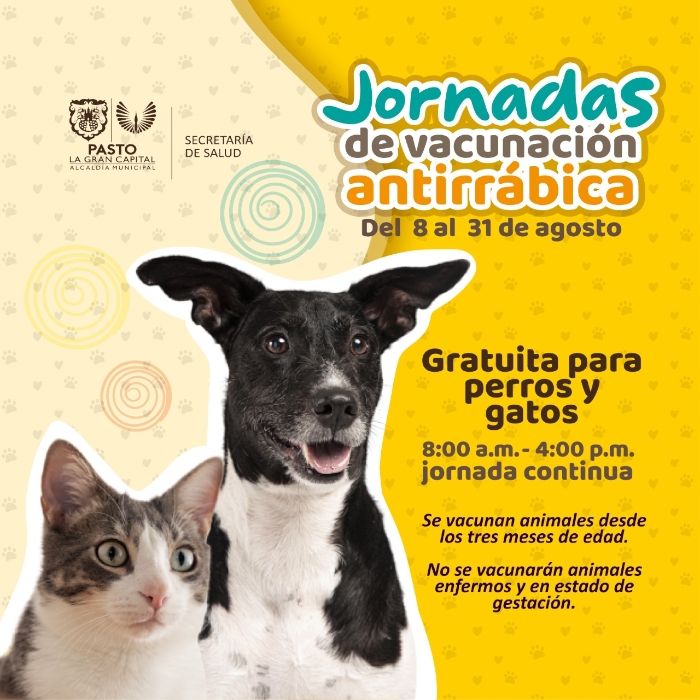 PASTO
LA GRAN CAPITAL
ALCALDÍA MUNICIPAL
SECRETARÍA
DE SALUD
Jornadas
de vacunación
antirrábica
Del 8 al 31 de agosto
Gratuita para
perros y
gatos
8:00 a.m. - 4:00 p.m.
jornada continua
Se vacunan animales desde
los tres meses de edad.
No se vacunarán animales
enfermos y en estado de
gestación.